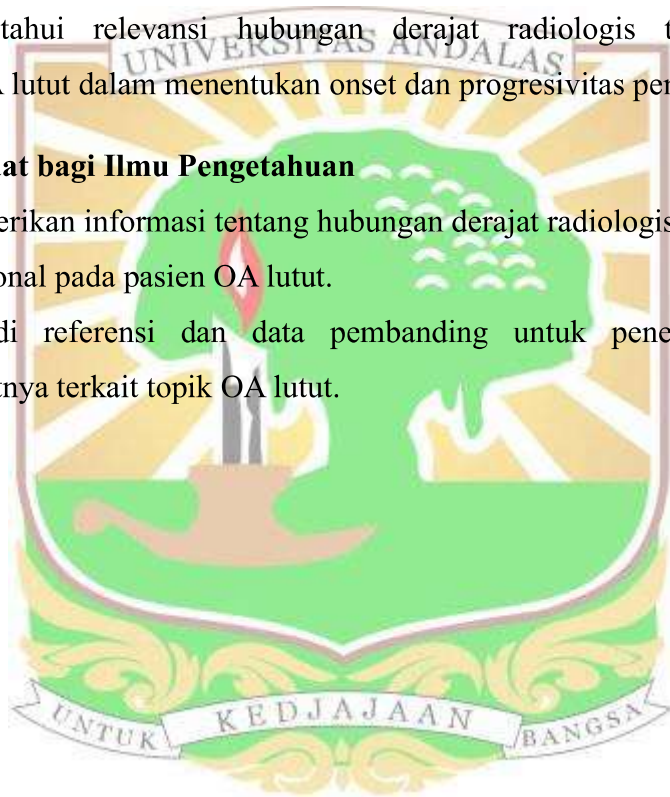 tahui relevansi hubungan derajat radiologis t
UNIVERSITAS ANDALAS
A lutut dalam menentukan onset dan progresivitas per
at bagi Ilmu Pengetahuan
erikan informasi tentang hubungan derajat radiologis
onal pada pasien OA lutut.
di referensi dan data pembanding untuk pene
tnya terkait topik OA lutut.
UNTUK KEDJAJAAN BANGSA